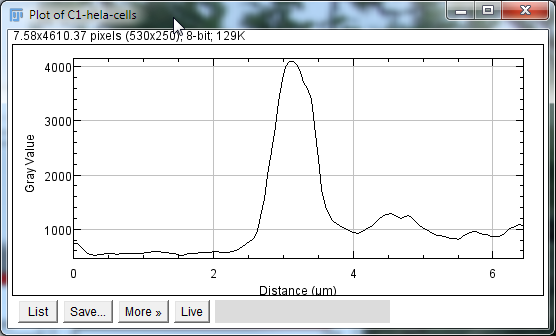 Plot of C1-hela-cells
7.58x4610.37 pixels (530x250); 8-bit; 129K
4000
3000
2000
1000
Gray Value
0 2 4 6
Distance (um)
List Save... More » Live